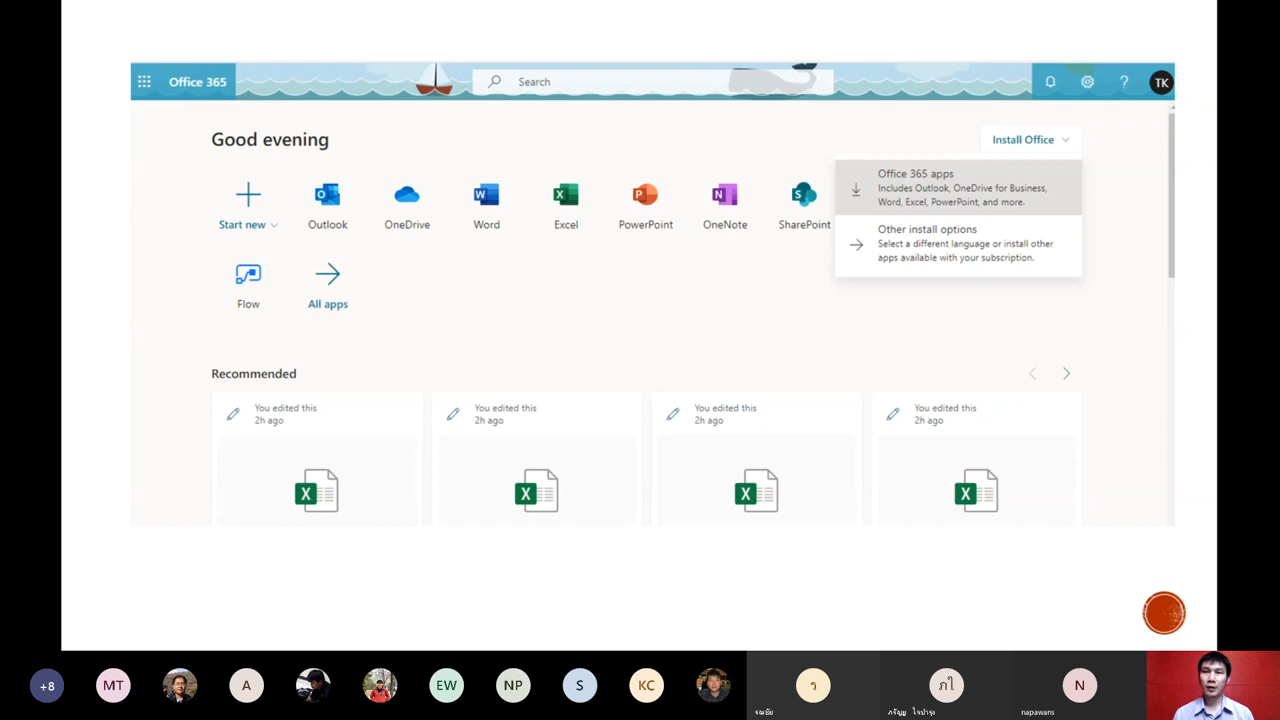 Office 365
Search
TK
Good evening
Install Office
Office 365 apps
Includes Outlook, OneDrive for Business,
Word, Excel, PowerPoint, and more.
Other install options
Select a different language or install other
apps available with your subscription.
Start new
Outlook
OneDrive
Word
Excel
PowerPoint
OneNote
SharePoint
Flow
All apps
Recommended
You edited this
2h ago
You edited this
2h ago
You edited this
2h ago
You edited this
2h ago
+8
MT
A
EW
NP
S
KC
ร
ภไ
N
napawans